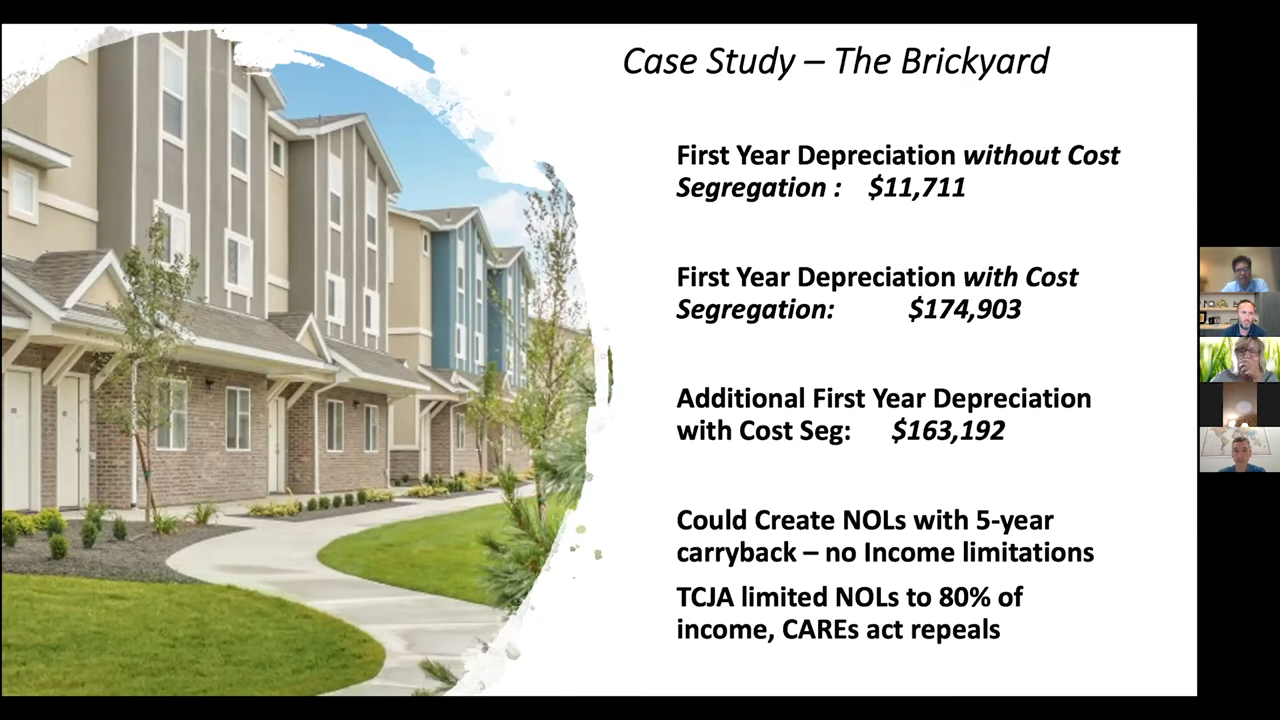 Case Study – The Brickyard
First Year Depreciation without Cost
Segregation : $11,711
First Year Depreciation with Cost
Segregation: $174,903
Additional First Year Depreciation
with Cost Seg: $163,192
Could Create NOLs with 5-year
carryback – no Income limitations
TCJA limited NOLs to 80% of
income, CAREs act repeals